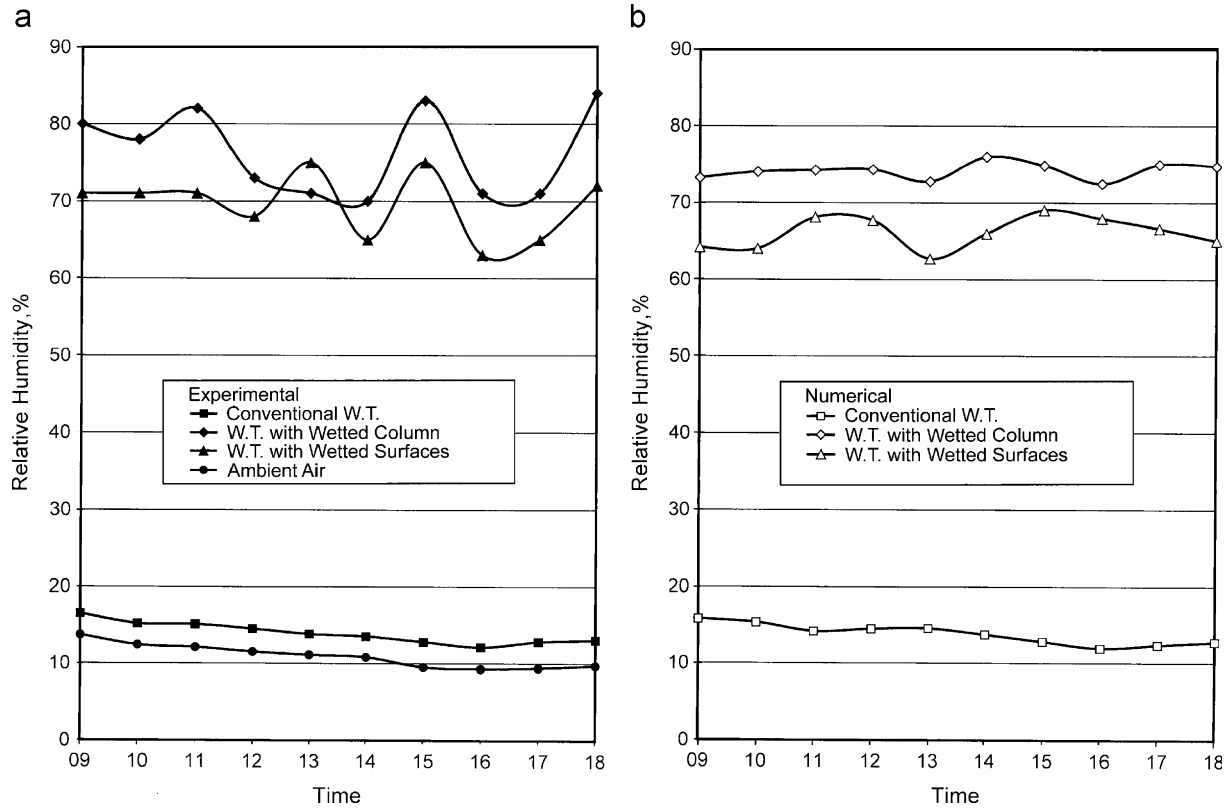 a
90
80
70
60
50
40
30
20
10
0
Relative Humidity,%
Experimental
Conventional W.T.
W.T. with Wetted Column
W.T. with Wetted Surfaces
Ambient Air
09 10 11 12 13 14 15 16 17 18
Time
b
90
80
70
60
50
40
30
20
10
0
Relative Humidity,%
Numerical
Conventional W.T.
W.T. with Wetted Column
W.T. with Wetted Surfaces
09 10 11 12 13 14 15 16 17 18
Time